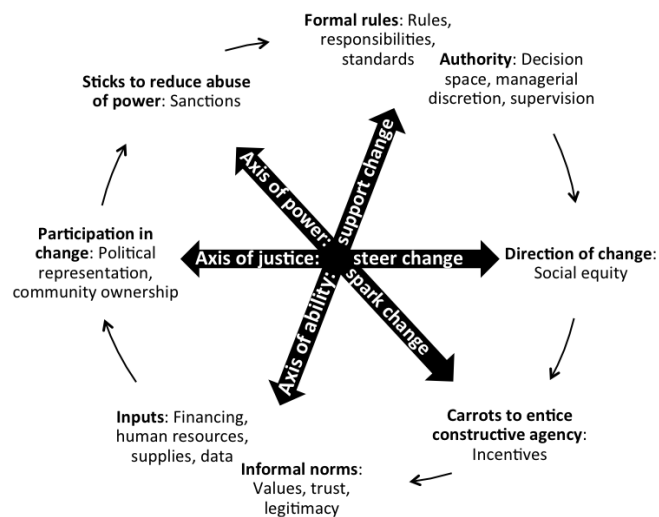 Formal rules: Rules,
responsibilities,
standards
Authority: Decision
space, managerial
discretion, supervision
Sticks to reduce abuse
of power: Sanctions
Axis of power:
spark change
Axis of ability:
support change
Axis of justice:
steer change
Participation in
change: Political
representation,
community ownership
Direction of change:
Social equity
Inputs: Financing,
human resources,
supplies, data
Carrots to entice
constructive agency:
Incentives
Informal norms:
Values, trust,
legitimacy